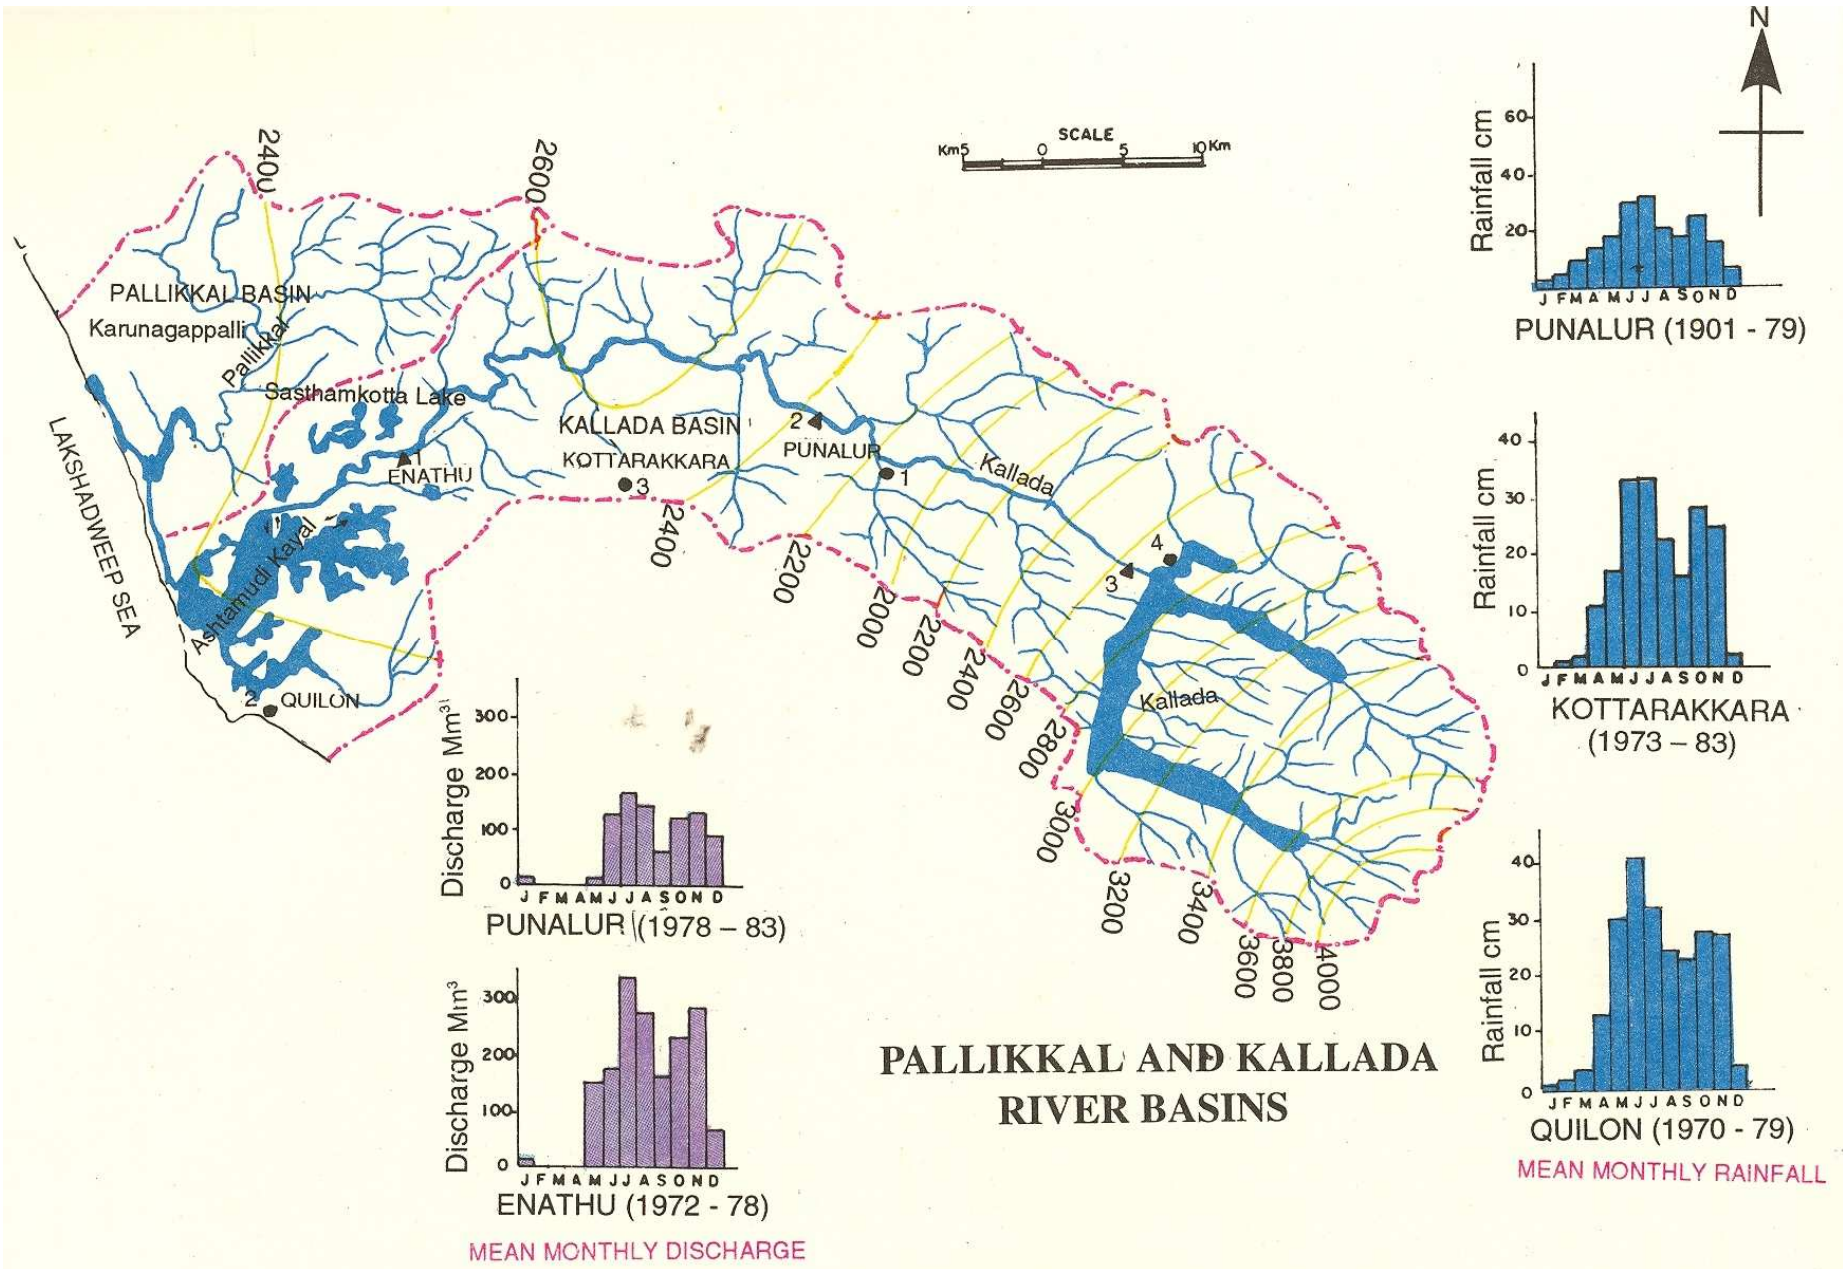 N
2400
2600
SCALE
Km5 0 5 10 Km
PALLIKKAL BASIN
Karunagappalli
Pallikkal
Sasthamkotta Lake
KALLADA BASIN
KOTTARAKKARA
3
1
ENATHU
2
PUNALUR
1
Kallada
4
3
Kallada
LAKSHADWEEP SEA
Ashtamudi Kayal
2
QUILON
2400
2200
2000
2200
2400
2600
2800
3000
3200
3400
3600
3800
4000
Rainfall cm
60
40
20
J F M A M J J A S O N D
PUNALUR (1901 - 79)
Rainfall cm
40
30
20
10
0
J F M A M J J A S O N D
KOTTARAKKARA
(1973 – 83)
Rainfall cm
40
30
20
10
0
J F M A M J J A S O N D
QUILON (1970 - 79)
MEAN MONTHLY RAINFALL
Discharge Mm³
300
200
100
0
J F M A M J J A S O N D
PUNALUR (1978 – 83)
Discharge Mm³
300
200
100
0
J F M A M J J A S O N D
ENATHU (1972 - 78)
MEAN MONTHLY DISCHARGE
PALLIKKAL AND KALLADA
RIVER BASINS